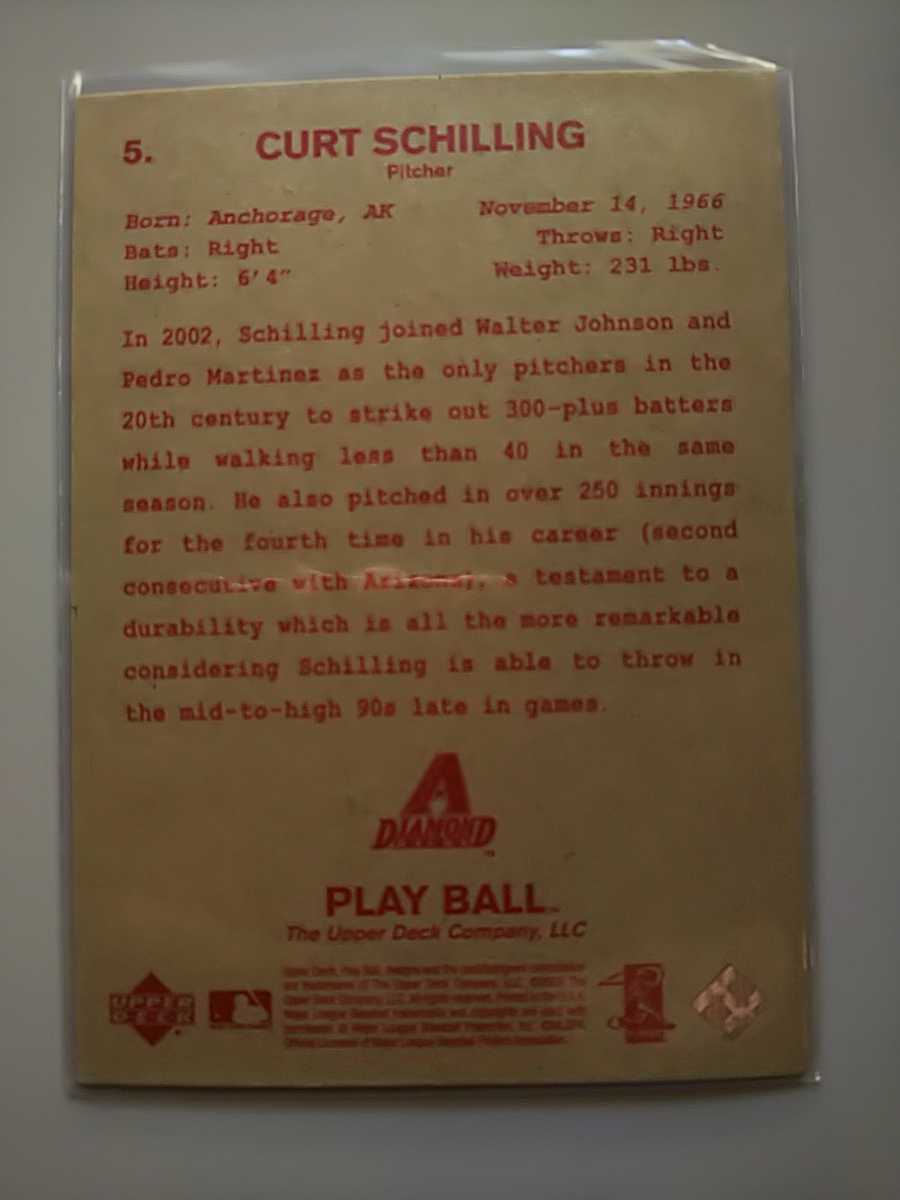 5. CURT SCHILLING
Pitcher
Born: Anchorage, AK November 14, 1966
Bats: Right Throws: Right
Height: 6'4" Weight: 231 lbs.
In 2002, Schilling joined Walter Johnson and
Pedro Martinez as the only pitchers in the
20th century to strike out 300-plus batters
while walking less than 40 in the same
season. He also pitched in over 250 innings
for the fourth time in his career (second
consecutive with Arizona), a testament to a
durability which is all the more remarkable
considering Schilling is able to throw in
the mid-to-high 90s late in games.
A
DIAMOND
PLAY BALL™
The Upper Deck Company, LLC
UPPER
DECK